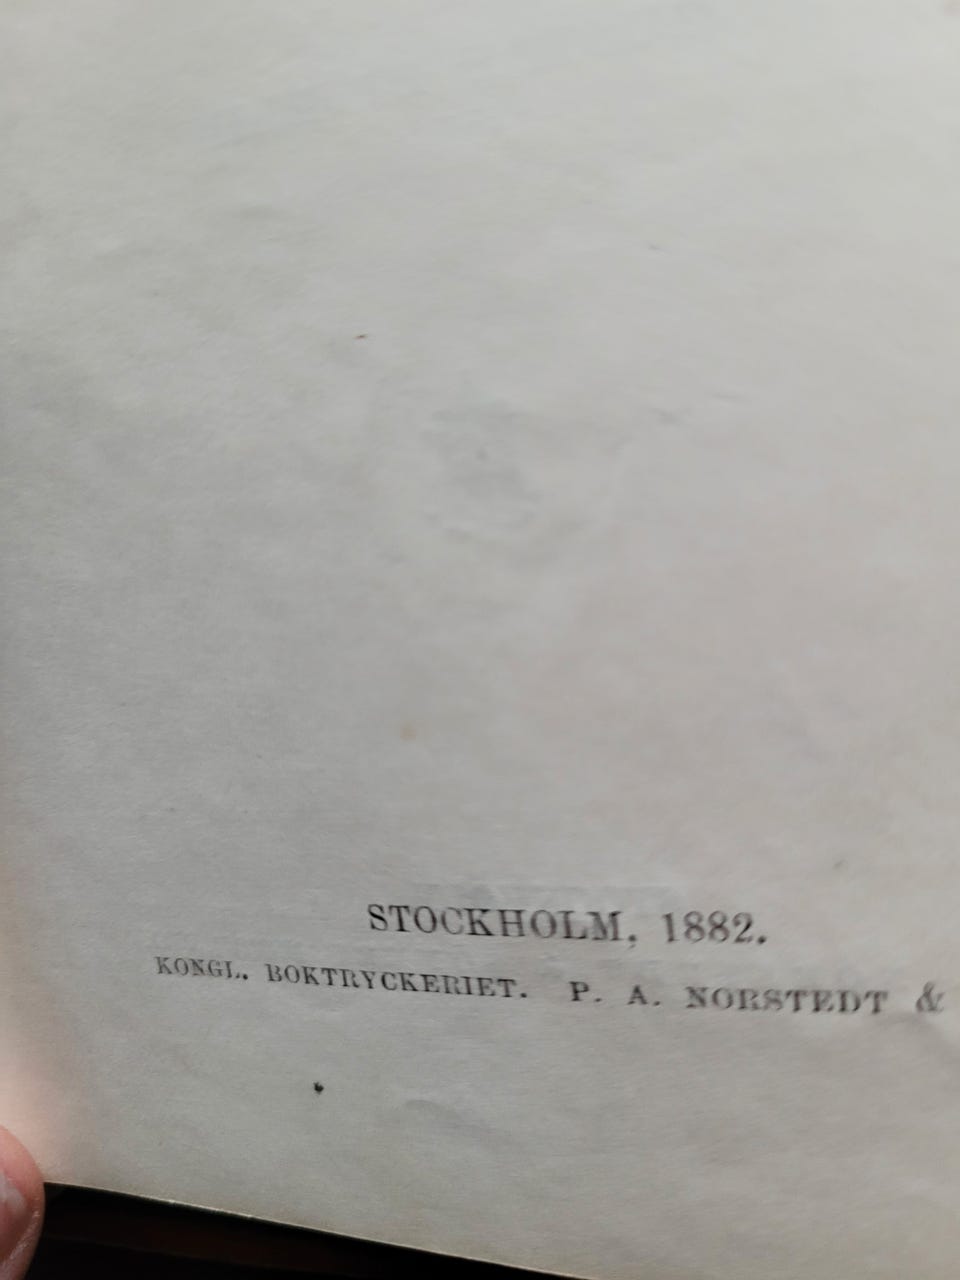 STOCKHOLM, 1882.
KONGL. BOKTRYCKERIET. P. A. NORSTEDT &